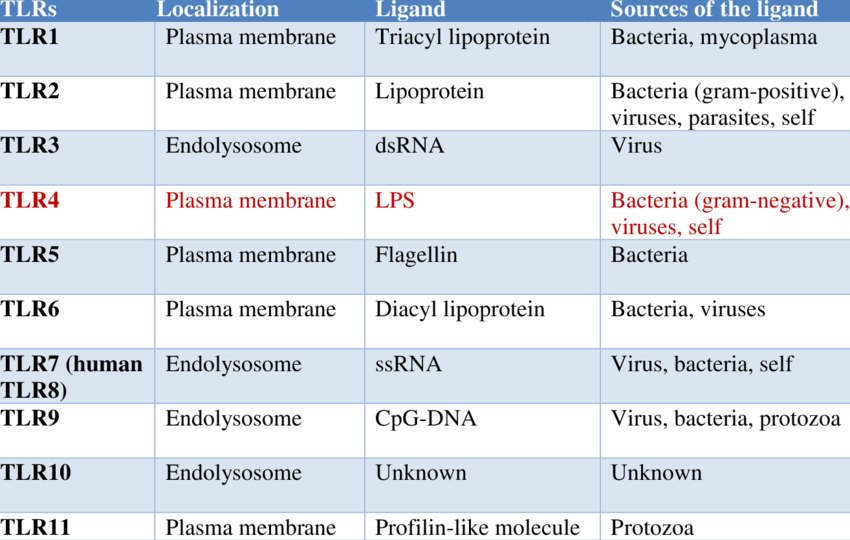 TLRs Localization Ligand Sources of the ligand
TLR1 Plasma membrane Triacyl lipoprotein Bacteria, mycoplasma
TLR2 Plasma membrane Lipoprotein Bacteria (gram-positive),
viruses, parasites, self
TLR3 Endolysosome dsRNA Virus
TLR4 Plasma membrane LPS Bacteria (gram-negative),
viruses, self
TLR5 Plasma membrane Flagellin Bacteria
TLR6 Plasma membrane Diacyl lipoprotein Bacteria, viruses
TLR7 (human Endolysosome ssRNA Virus, bacteria, self
TLR8)
TLR9 Endolysosome CpG-DNA Virus, bacteria, protozoa
TLR10 Endolysosome Unknown Unknown
TLR11 Plasma membrane Profilin-like molecule Protozoa